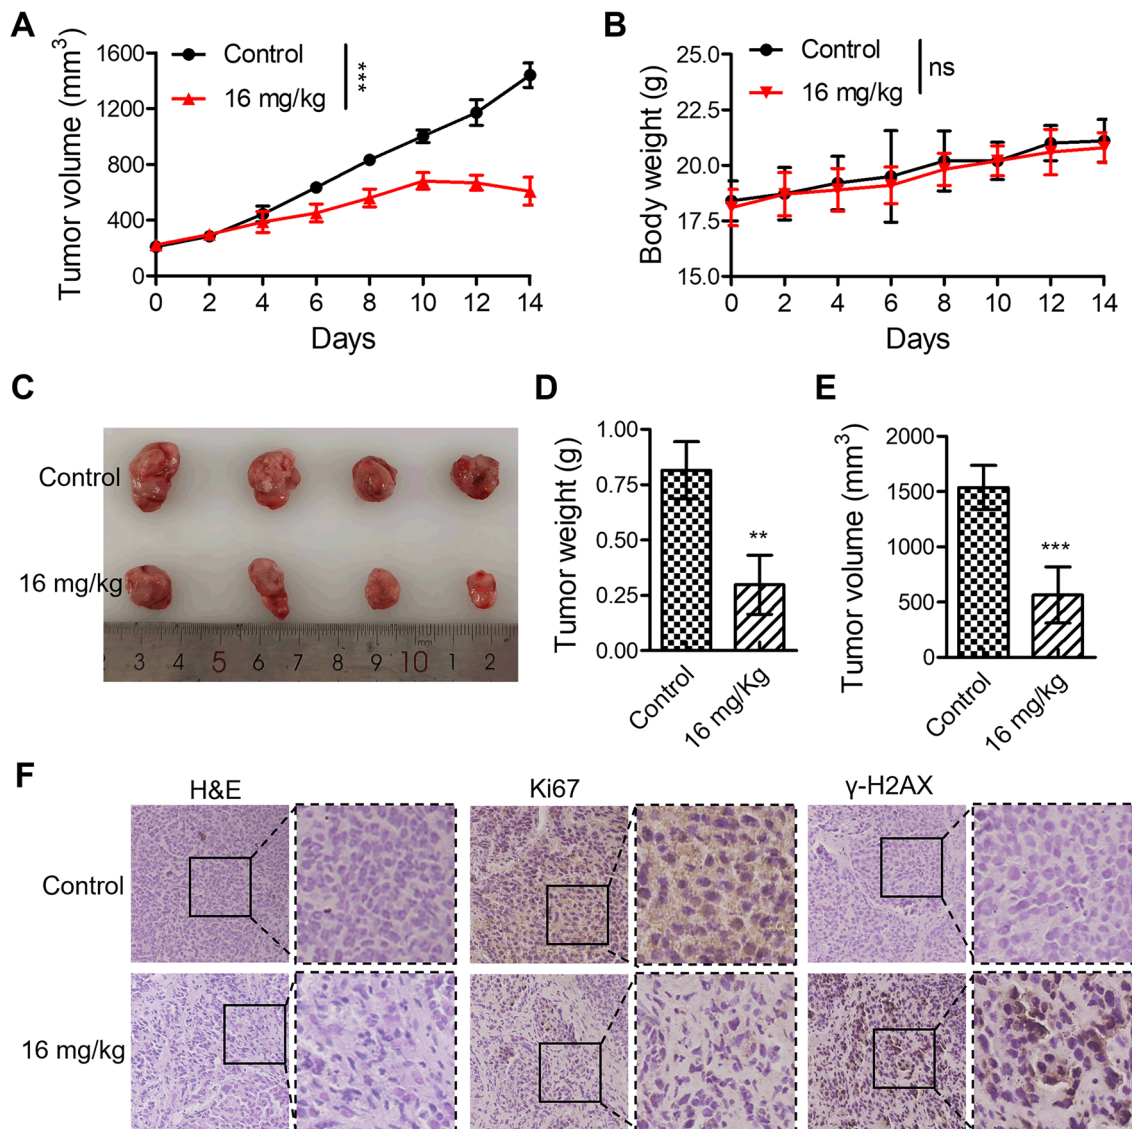 A
Tumor volume (mm³)
1600
1200
800
400
0
0 2 4 6 8 10 12 14
Days
Control
16 mg/kg
***
B
Body weight (g)
25.0
22.5
20.0
17.5
15.0
0 2 4 6 8 10 12 14
Days
Control
16 mg/kg
ns
C
Control
16 mg/kg
mm
3 4 5 6 7 8 9 10 1 2
D
Tumor weight (g)
1.00
0.75
0.50
0.25
0.00
**
Control
16 mg/Kg
E
Tumor volume (mm³)
2000
1500
1000
500
0
***
Control
16 mg/kg
F
H&E Ki67 γ-H2AX
Control
16 mg/kg